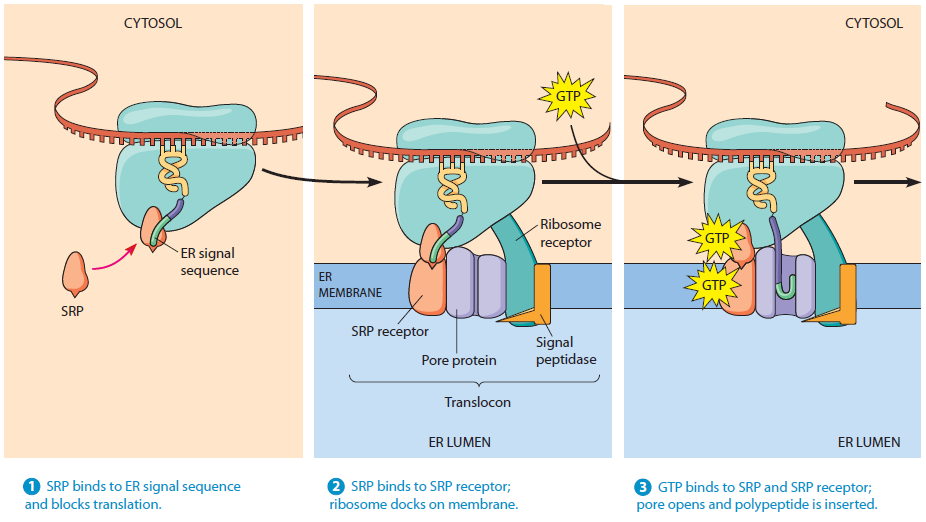 CYTOSOL
ER signal
sequence
SRP
1 SRP binds to ER signal sequence
and blocks translation.
GTP
Ribosome
receptor
ER
MEMBRANE
SRP receptor
Pore protein
Signal
peptidase
Translocon
ER LUMEN
2 SRP binds to SRP receptor;
ribosome docks on membrane.
CYTOSOL
GTP
GTP
ER LUMEN
3 GTP binds to SRP and SRP receptor;
pore opens and polypeptide is inserted.